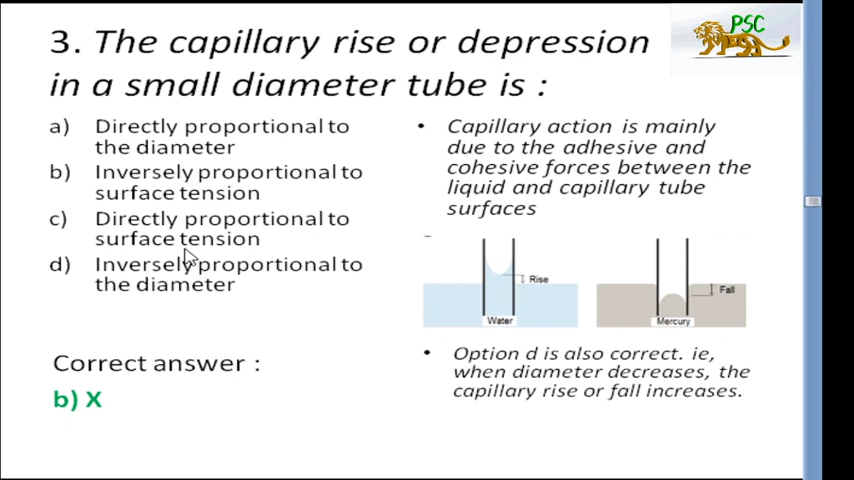 PSC
3. The capillary rise or depression
in a small diameter tube is :
a) Directly proportional to
the diameter
b) Inversely proportional to
surface tension
c) Directly proportional to
surface tension
d) Inversely proportional to
the diameter
Correct answer :
b) X
• Capillary action is mainly
due to the adhesive and
cohesive forces between the
liquid and capillary tube
surfaces
Rise
Water
Fall
Mercury
• Option d is also correct. ie,
when diameter decreases, the
capillary rise or fall increases.